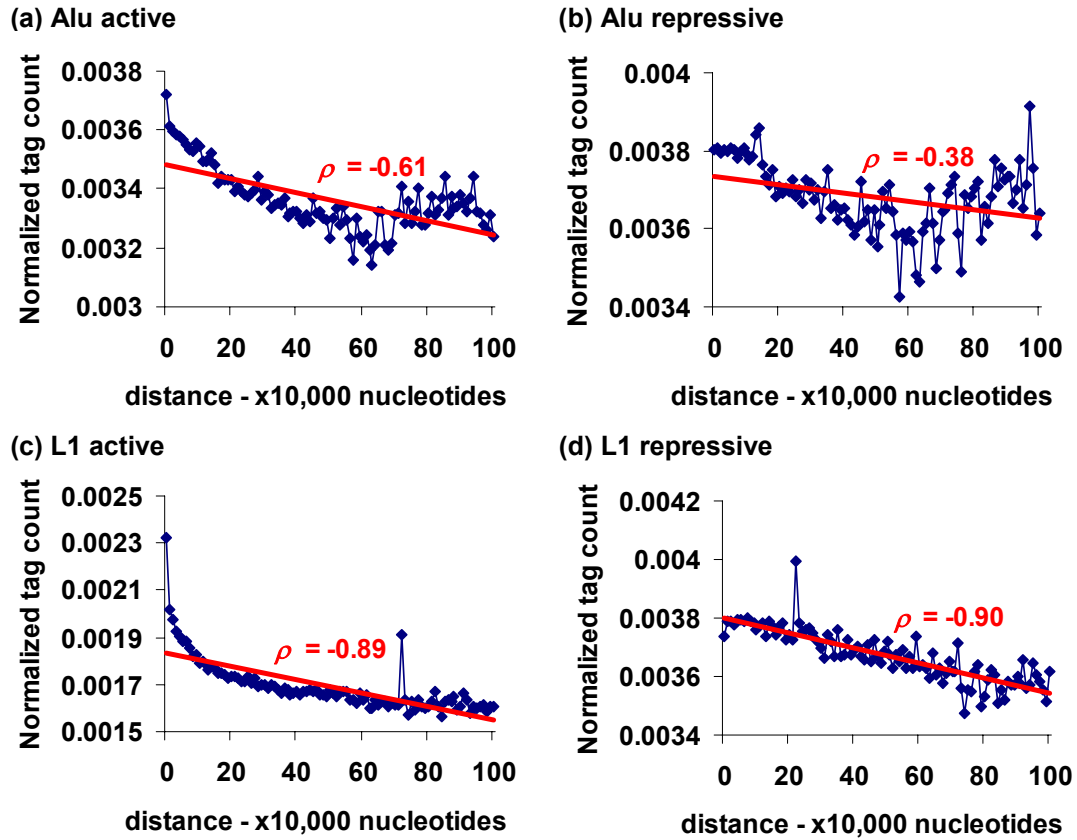 (a) Alu active
Normalized tag count
0.0038
0.0036
0.0034
0.0032
0.003
ρ = -0.61
0 20 40 60 80 100
distance - x10,000 nucleotides
(b) Alu repressive
Normalized tag count
0.004
0.0038
0.0036
0.0034
ρ = -0.38
0 20 40 60 80 100
distance - x10,000 nucleotides
(c) L1 active
Normalized tag count
0.0025
0.0023
0.0021
0.0019
0.0017
0.0015
ρ = -0.89
0 20 40 60 80 100
distance - x10,000 nucleotides
(d) L1 repressive
Normalized tag count
0.0042
0.004
0.0038
0.0036
0.0034
ρ = -0.90
0 20 40 60 80 100
distance - x10,000 nucleotides